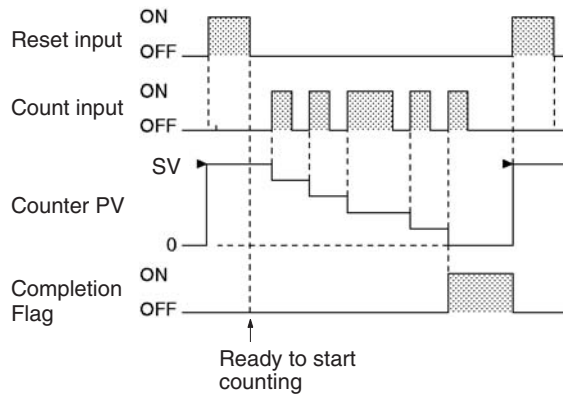 ON
Reset input
OFF
ON
Count input
OFF
SV
Counter PV
0
ON
Completion
Flag
OFF
Ready to start
counting